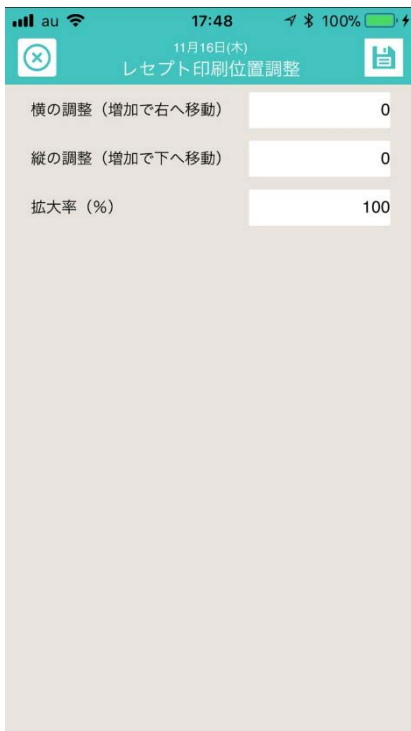 au 17:48 100%
11月16日(木)
レセプト印刷位置調整
横の調整（増加で右へ移動） 0
縦の調整（増加で下へ移動） 0
拡大率（%） 100